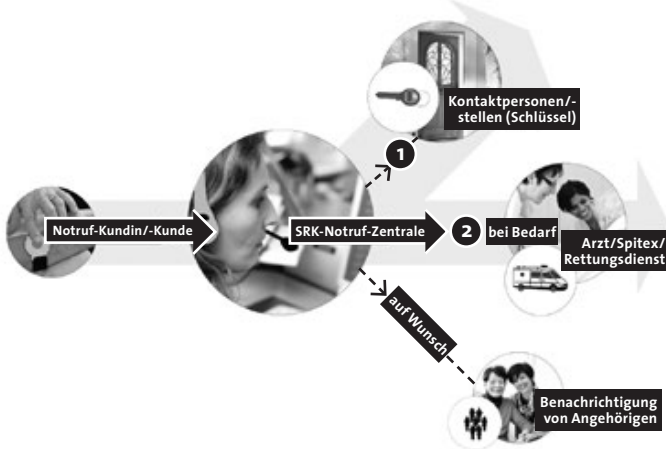 Kontaktpersonen/-
stellen (Schlüssel)
1
Notruf-Kundin/-Kunde
SRK-Notruf-Zentrale
2
bei Bedarf
Arzt/Spitex/
Rettungsdienst
auf Wunsch
Benachrichtigung
von Angehörigen